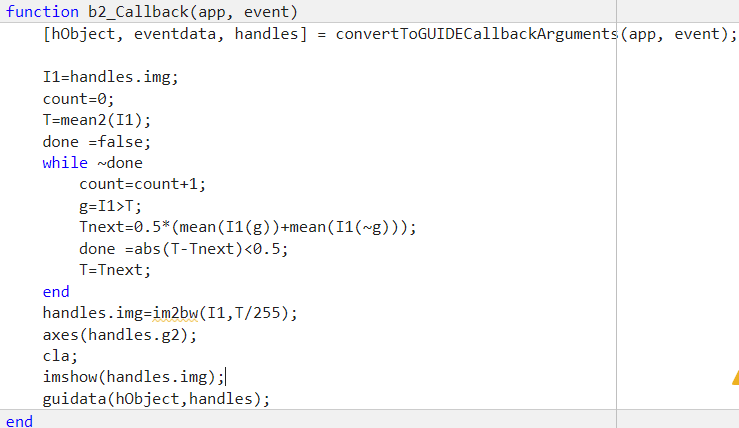 function b2_Callback(app, event)
[hObject, eventdata, handles] = convertToGUIDECallbackArguments(app, event);
I1=handles.img;
count=0;
T=mean2(I1);
done =false;
while ~done
count=count+1;
g=I1>T;
Tnext=0.5*(mean(I1(g))+mean(I1(~g)));
done =abs(T-Tnext)<0.5;
T=Tnext;
end
handles.img=im2bw(I1,T/255);
axes(handles.g2);
cla;
imshow(handles.img);
guidata(hObject,handles);
end